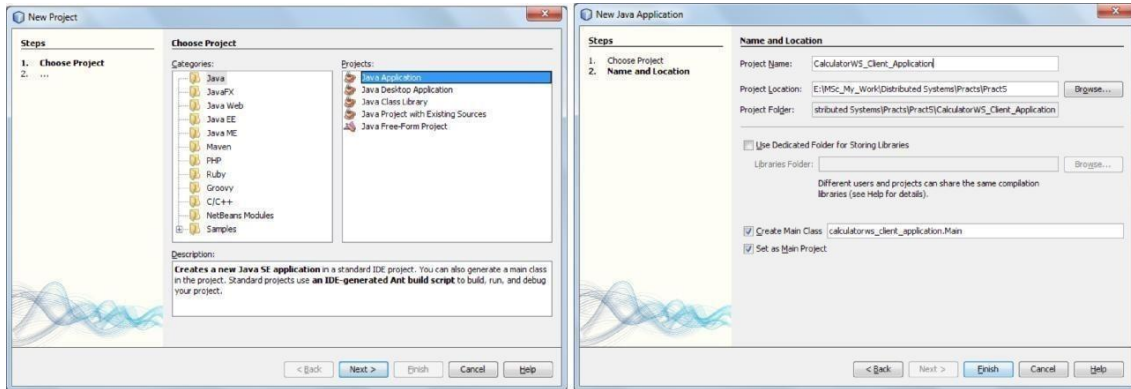 New Project
Steps
1. Choose Project
2. ...
Choose Project
Categories:
Java
JavaFX
Java Web
Java EE
Java ME
Maven
PHP
Ruby
Groovy
C/C++
NetBeans Modules
Samples
Projects:
Java Application
Java Desktop Application
Java Class Library
Java Project with Existing Sources
Java Free-Form Project
Description:
Creates a new Java SE application in a standard IDE project. You can also generate a main class
in the project. Standard projects use an IDE-generated Ant build script to build, run, and debug
your project.
< Back Next > Finish Cancel Help
New Java Application
Steps
1. Choose Project
2. Name and Location
Name and Location
Project Name: CalculatorWS_Client_Application
Project Location: E:\MSc_My_Work\Distributed Systems\Practs\Pract5 Browse...
Project Folder: stributed Systems\Practs\Pract5\CalculatorWS_Client_Application
Use Dedicated Folder for Storing Libraries
Libraries Folder: Browse...
Different users and projects can share the same compilation
libraries (see Help for details).
Create Main Class calculatorws_client_application.Main
Set as Main Project
< Back Next > Finish Cancel Help